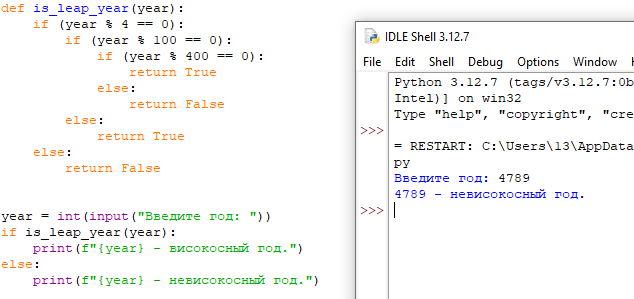 def is_leap_year(year):
    if (year % 4 == 0):
        if (year % 100 == 0):
            if (year % 400 == 0):
                return True
            else:
                return False
        else:
            return True
    else:
        return False
year = int(input("Введите год: "))
if is_leap_year(year):
    print(f"{year} - високосный год.")
else:
    print(f"{year} - невисокосный год.")
IDLE Shell 3.12.7
File Edit Shell Debug Options Window
Python 3.12.7 (tags/v3.12.7:0b
Intel)] on win32
Type "help", "copyright", "cre
>>>
= RESTART: C:\Users\13\AppData
py
Введите год: 4789
4789 - невисокосный год.
>>>